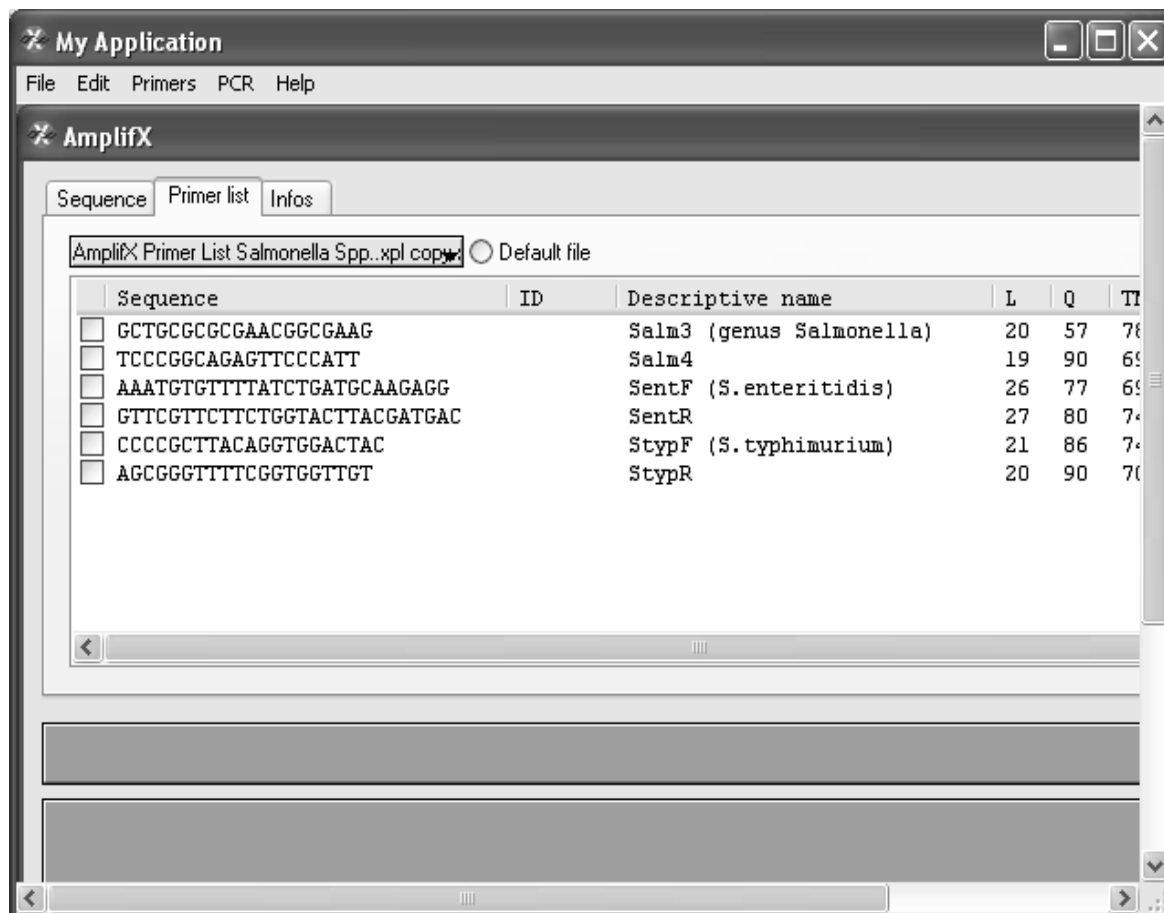 My Application
File Edit Primers PCR Help
AmplifX
Sequence Primer list Infos
AmplifX Primer List Salmonella Spp..xpl copy Default file
Sequence ID Descriptive name L Q
GCTGCGCGCGAACGGCGAAG Salm3 (genus Salmonella) 20 57
TCCCGGCAGAGTTCCCATT Salm4 19 90
AAATGTGTTTTATCTGATGCAAGAGG SentF (S.enteritidis) 26 77
GTTCGTTCTTCTGGTACTTACGATGAC SentR 27 80
CCCCGCTTACAGGTGGACTAC StypF (S.typhimurium) 21 86
AGCGGGTTTTCGGTGGTTGT StypR 20 90